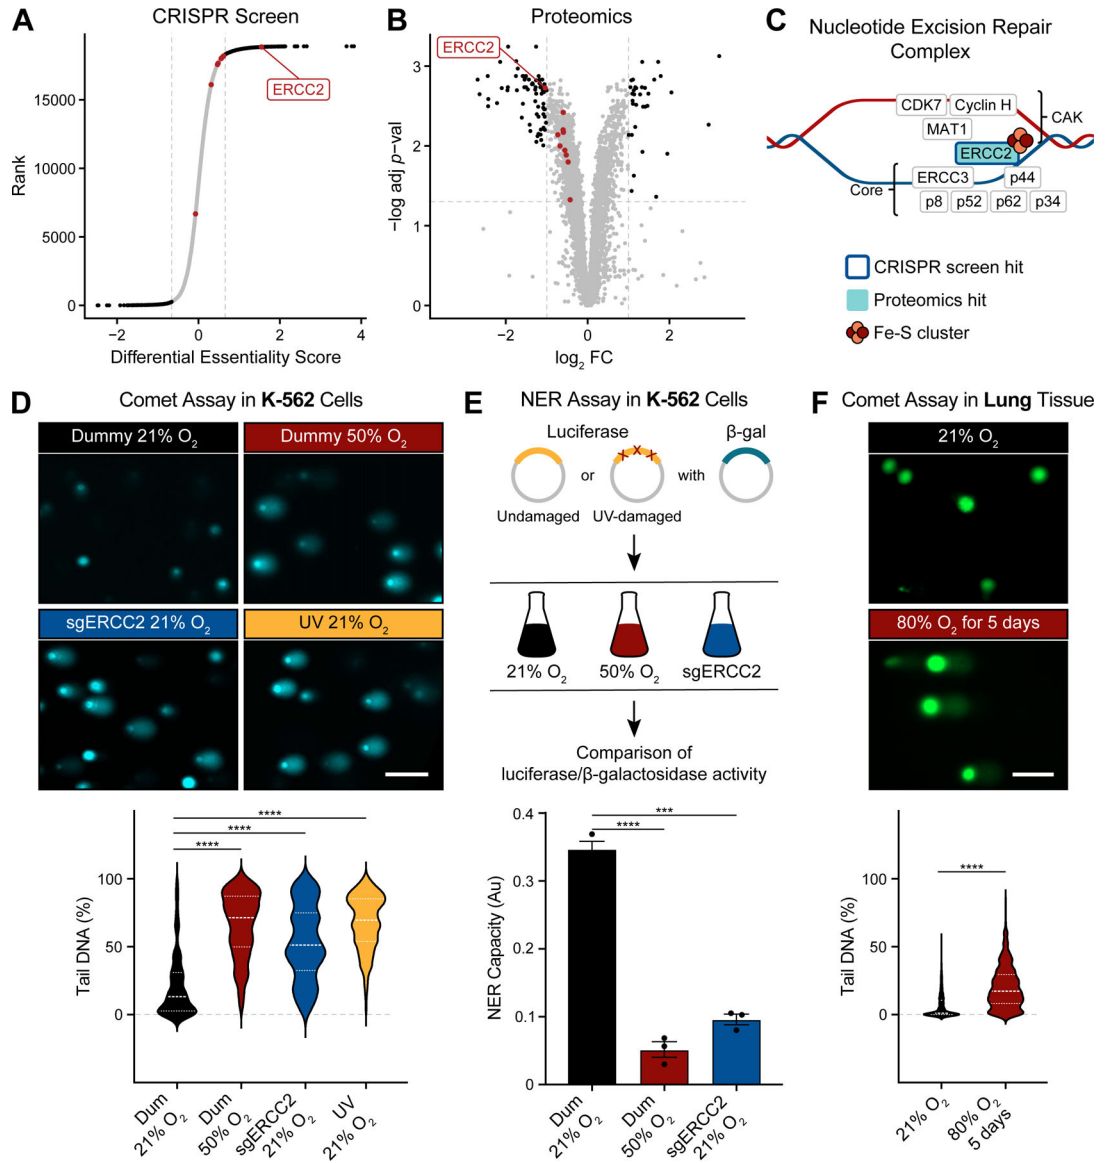 A
CRISPR Screen
Rank
15000
10000
5000
0
ERCC2
−2
0
2
4
Differential Essentiality Score
B
Proteomics
−log adj p-val
3
2
1
0
ERCC2
−2
0
2
log2 FC
C
Nucleotide Excision Repair
Complex
CDK7
Cyclin H
CAK
MAT1
ERCC2
Core
ERCC3
p44
p8
p52
p62
p34
CRISPR screen hit
Proteomics hit
Fe-S cluster
D
Comet Assay in K-562 Cells
Dummy 21% O2
Dummy 50% O2
sgERCC2 21% O2
UV 21% O2
Tail DNA (%)
100
50
0
****
****
****
Dum
21% O2
Dum
50% O2
sgERCC2
21% O2
UV
21% O2
E
NER Assay in K-562 Cells
Luciferase
β-gal
or
with
Undamaged
UV-damaged
21% O2
50% O2
sgERCC2
Comparison of
luciferase/β-galactosidase activity
NER Capacity (Au)
0.4
0.3
0.2
0.1
0
***
****
Dum
21% O2
Dum
50% O2
sgERCC2
21% O2
F
Comet Assay in Lung Tissue
21% O2
80% O2 for 5 days
Tail DNA (%)
100
50
0
****
21% O2
80% O2
5 days